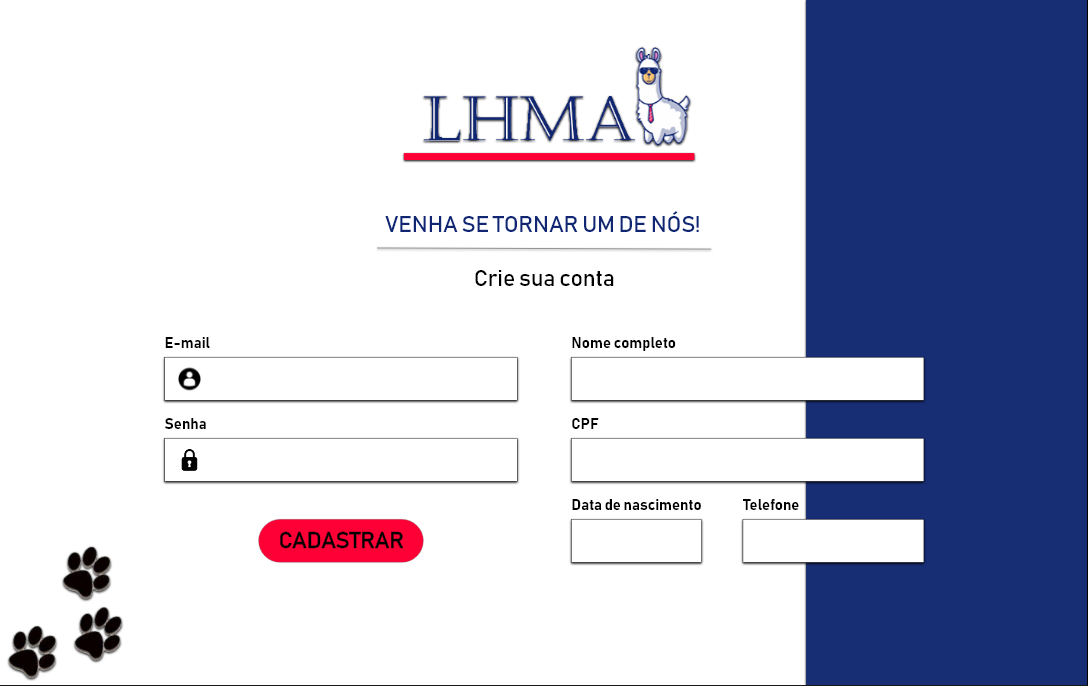 LHMA
VENHA SE TORNAR UM DE NÓS!
Crie sua conta
E-mail
Nome completo
Senha
CPF
Data de nascimento
Telefone
CADASTRAR